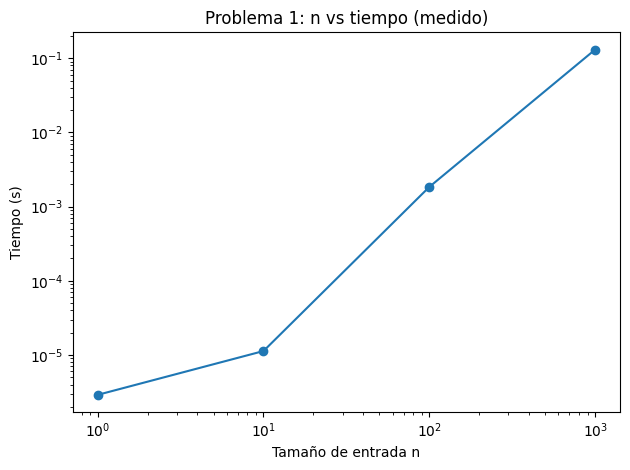 Problema 1: n vs tiempo (medido)
10⁻¹
10⁻²
10⁻³
10⁻⁴
10⁻⁵
Tiempo (s)
10⁰ 10¹ 10² 10³
Tamaño de entrada n